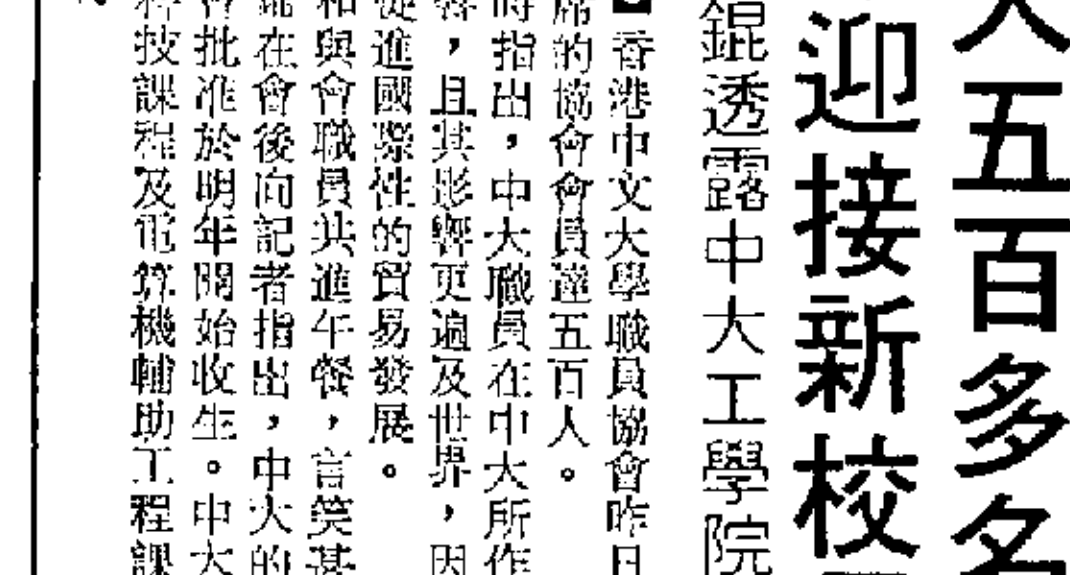 大五百多名
迎接新校
錕透露中大工學院
】香港中文大學職員協會昨日
席的協會會員達五百人。
時指出，中大職員在中大所作
響，且其影響更遍及世界，因
從進國際性的貿易發展。
和與會職員共進午餐，言笑甚
錕在會後向記者指出，中大的
會批准於明年開始收生。中大
程技課程及電算機輔助工程課